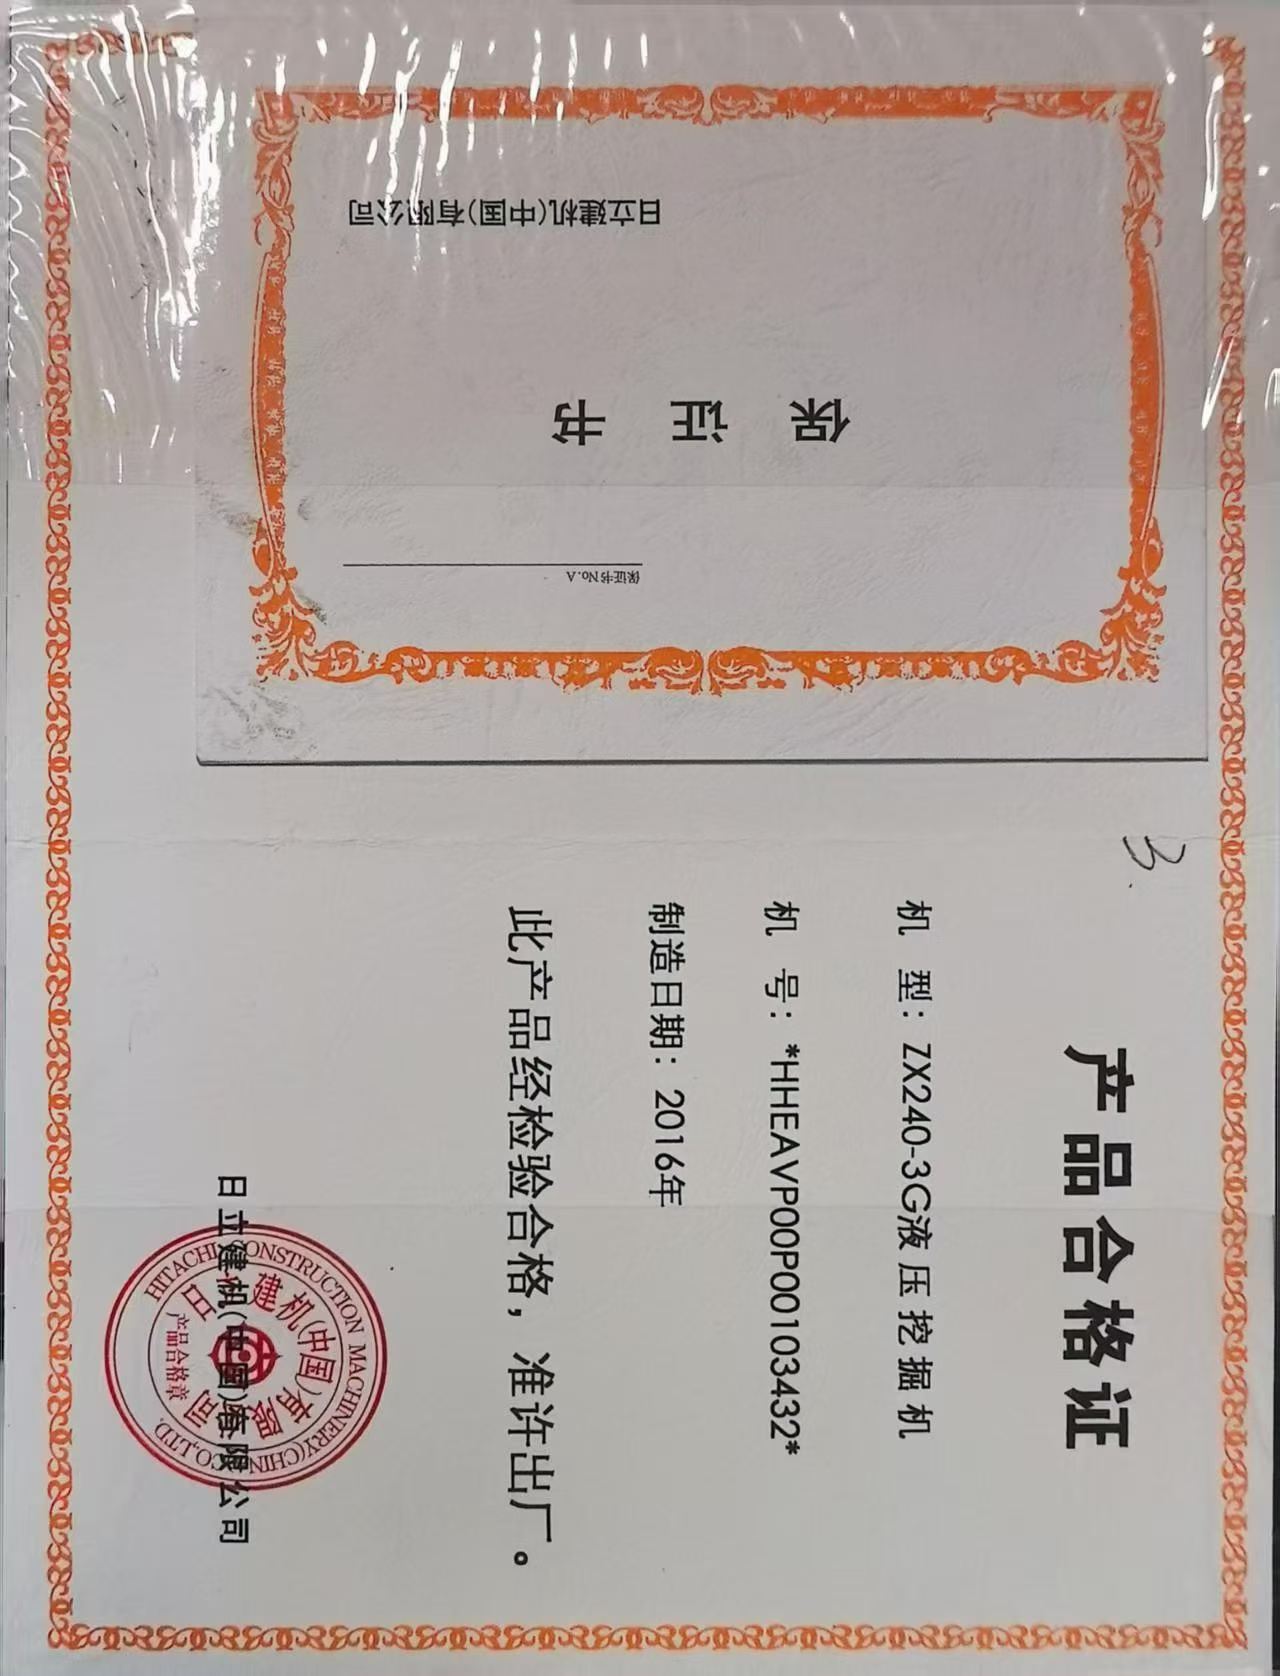 产品合格证
机 型：ZX240-3G液压挖掘机
机 号：*HHEAVP00P00103432*
制造日期：2016年
此产品经检验合格，准许出厂。
日立建机(中国)有限公司
HITACHI CONSTRUCTION MACHINERY(CHINA)CO.,LTD.
日立建机(中国)有限公司
产品合格章
3.
保证书No.A
保 证 书
日立建机(中国)有限公司